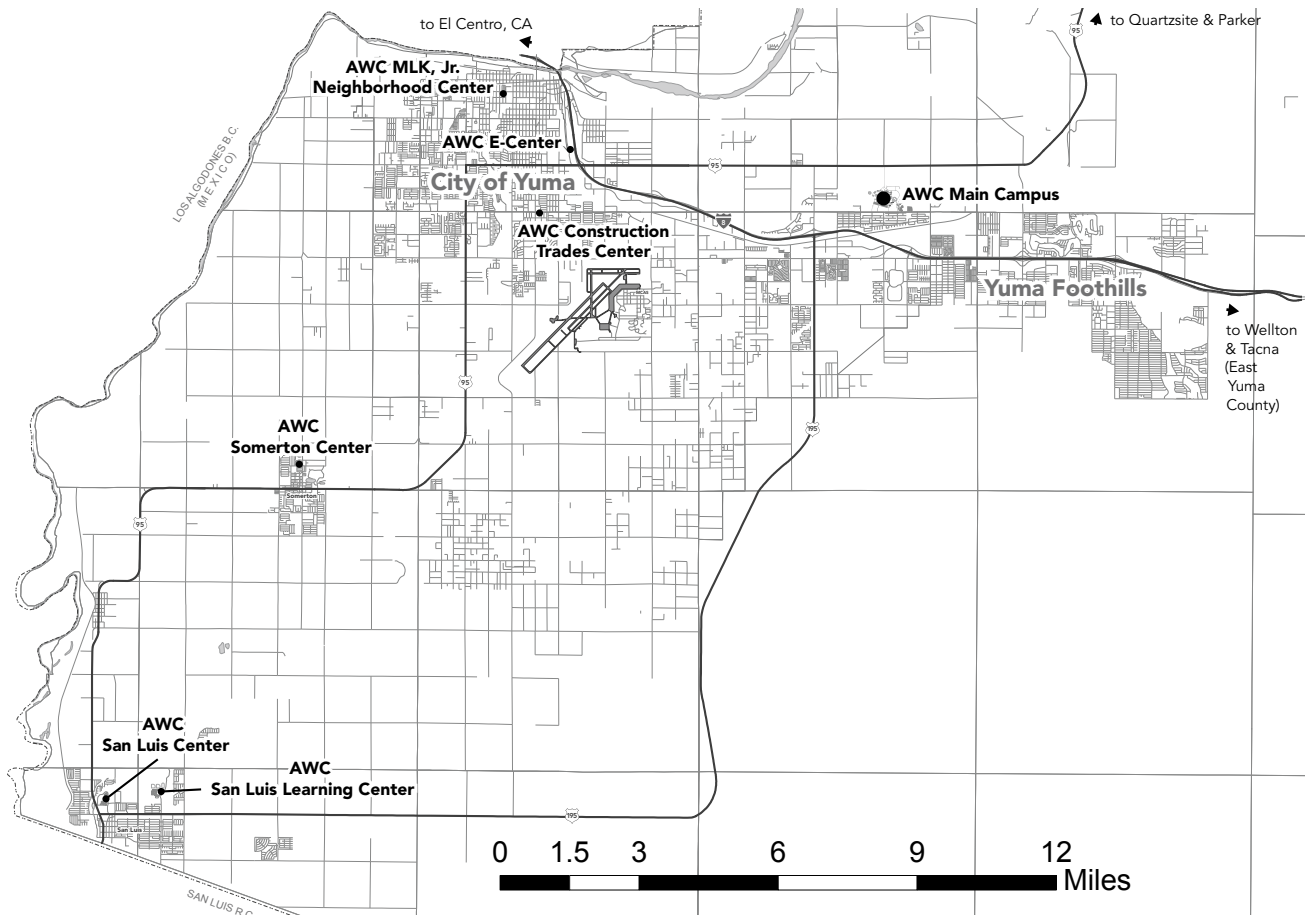 to El Centro, CA
to Quartzsite & Parker
95
AWC MLK, Jr.
Neighborhood Center
LOS ALGODONES B.C.
(MEXICO)
AWC E-Center
95
City of Yuma
AWC Main Campus
8
AWC Construction
Trades Center
Yuma Foothills
to Wellton
& Tacna
(East
Yuma
County)
95
195
AWC
Somerton Center
Somerton
95
AWC
San Luis Center
AWC
San Luis Learning Center
195
San Luis
0 1.5 3 6 9 12
Miles
SAN LUIS R.C.